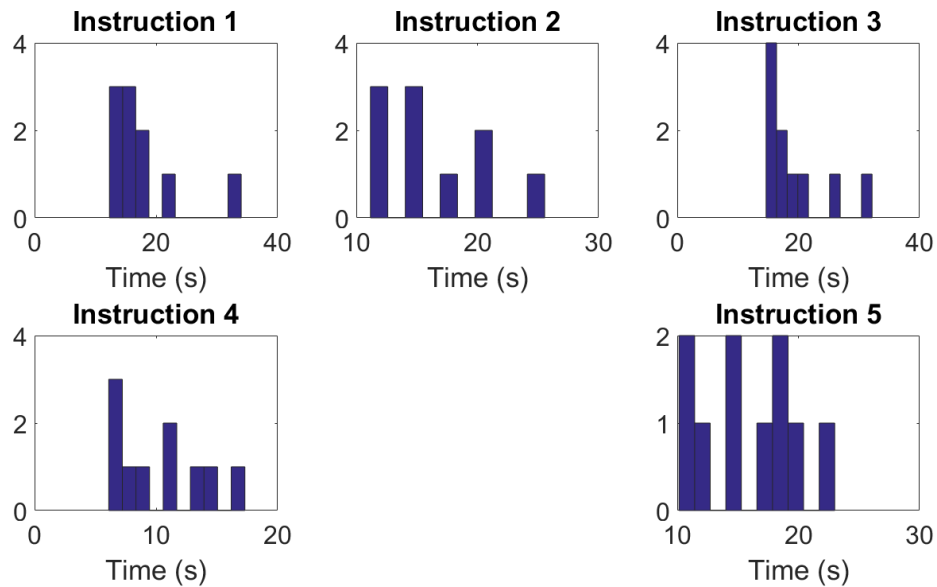 Instruction 1
4
2
0
0 20 40
Time (s)
Instruction 2
4
2
0
10 20 30
Time (s)
Instruction 3
4
2
0
0 20 40
Time (s)
Instruction 4
4
2
0
0 10 20
Time (s)
Instruction 5
2
1
0
10 20 30
Time (s)